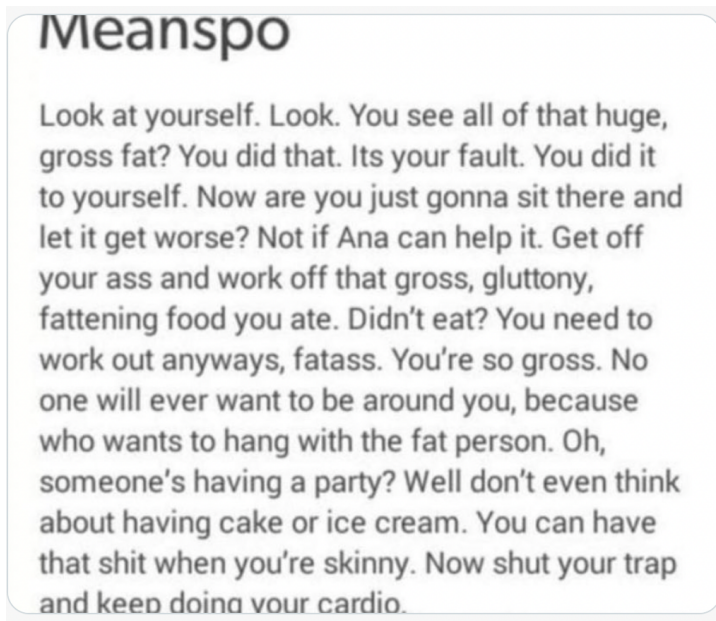 Meanspo
Look at yourself. Look. You see all of that huge,
gross fat? You did that. Its your fault. You did it
to yourself. Now are you just gonna sit there and
let it get worse? Not if Ana can help it. Get off
your ass and work off that gross, gluttony,
fattening food you ate. Didn't eat? You need to
work out anyways, fatass. You're so gross. No
one will ever want to be around you, because
who wants to hang with the fat person. Oh,
someone's having a party? Well don't even think
about having cake or ice cream. You can have
that shit when you're skinny. Now shut your trap
and keep doing your cardio.